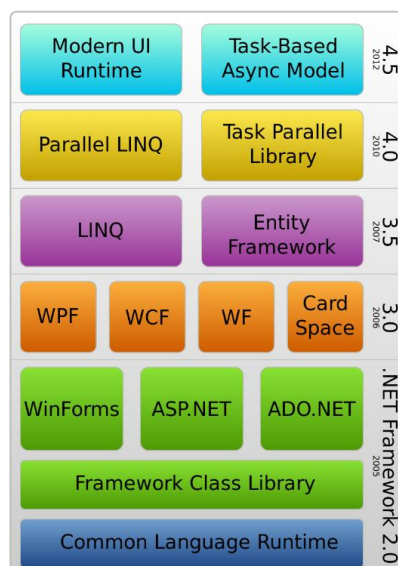 Modern UI
Runtime
Task-Based
Async Model
4.5
2012
Parallel LINQ
Task Parallel
Library
4.0
2010
LINQ
Entity
Framework
3.5
2007
WPF
WCF
WF
Card
Space
3.0
2006
WinForms
ASP.NET
ADO.NET
Framework Class Library
Common Language Runtime
.NET Framework 2.0
2005